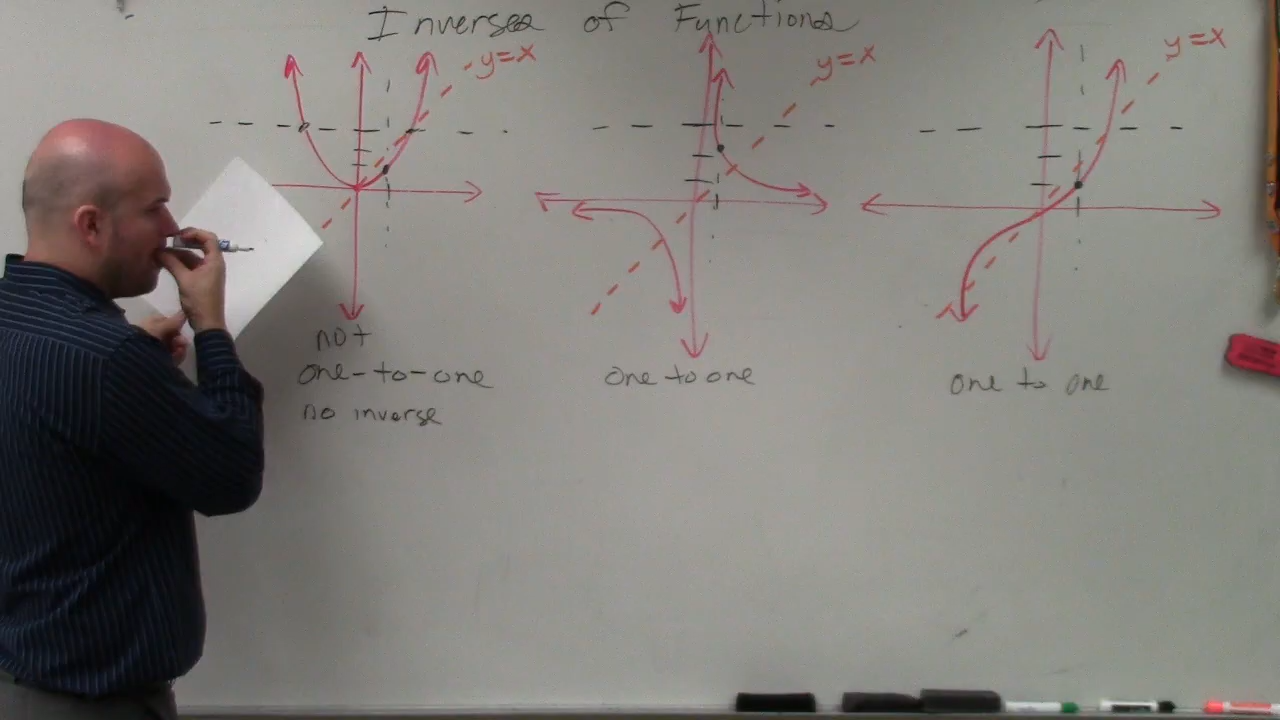 Inverses of Functions
y=x
y=x
y=x
not
one-to-one
no inverse
one to one
one to one